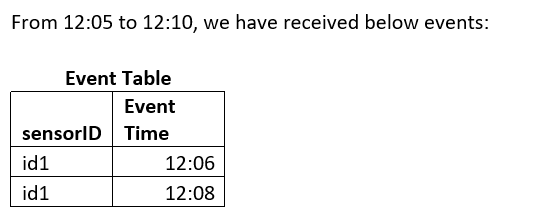 From 12:05 to 12:10, we have received below events:
Event Table
sensorID Event Time
id1 12:06
id1 12:08